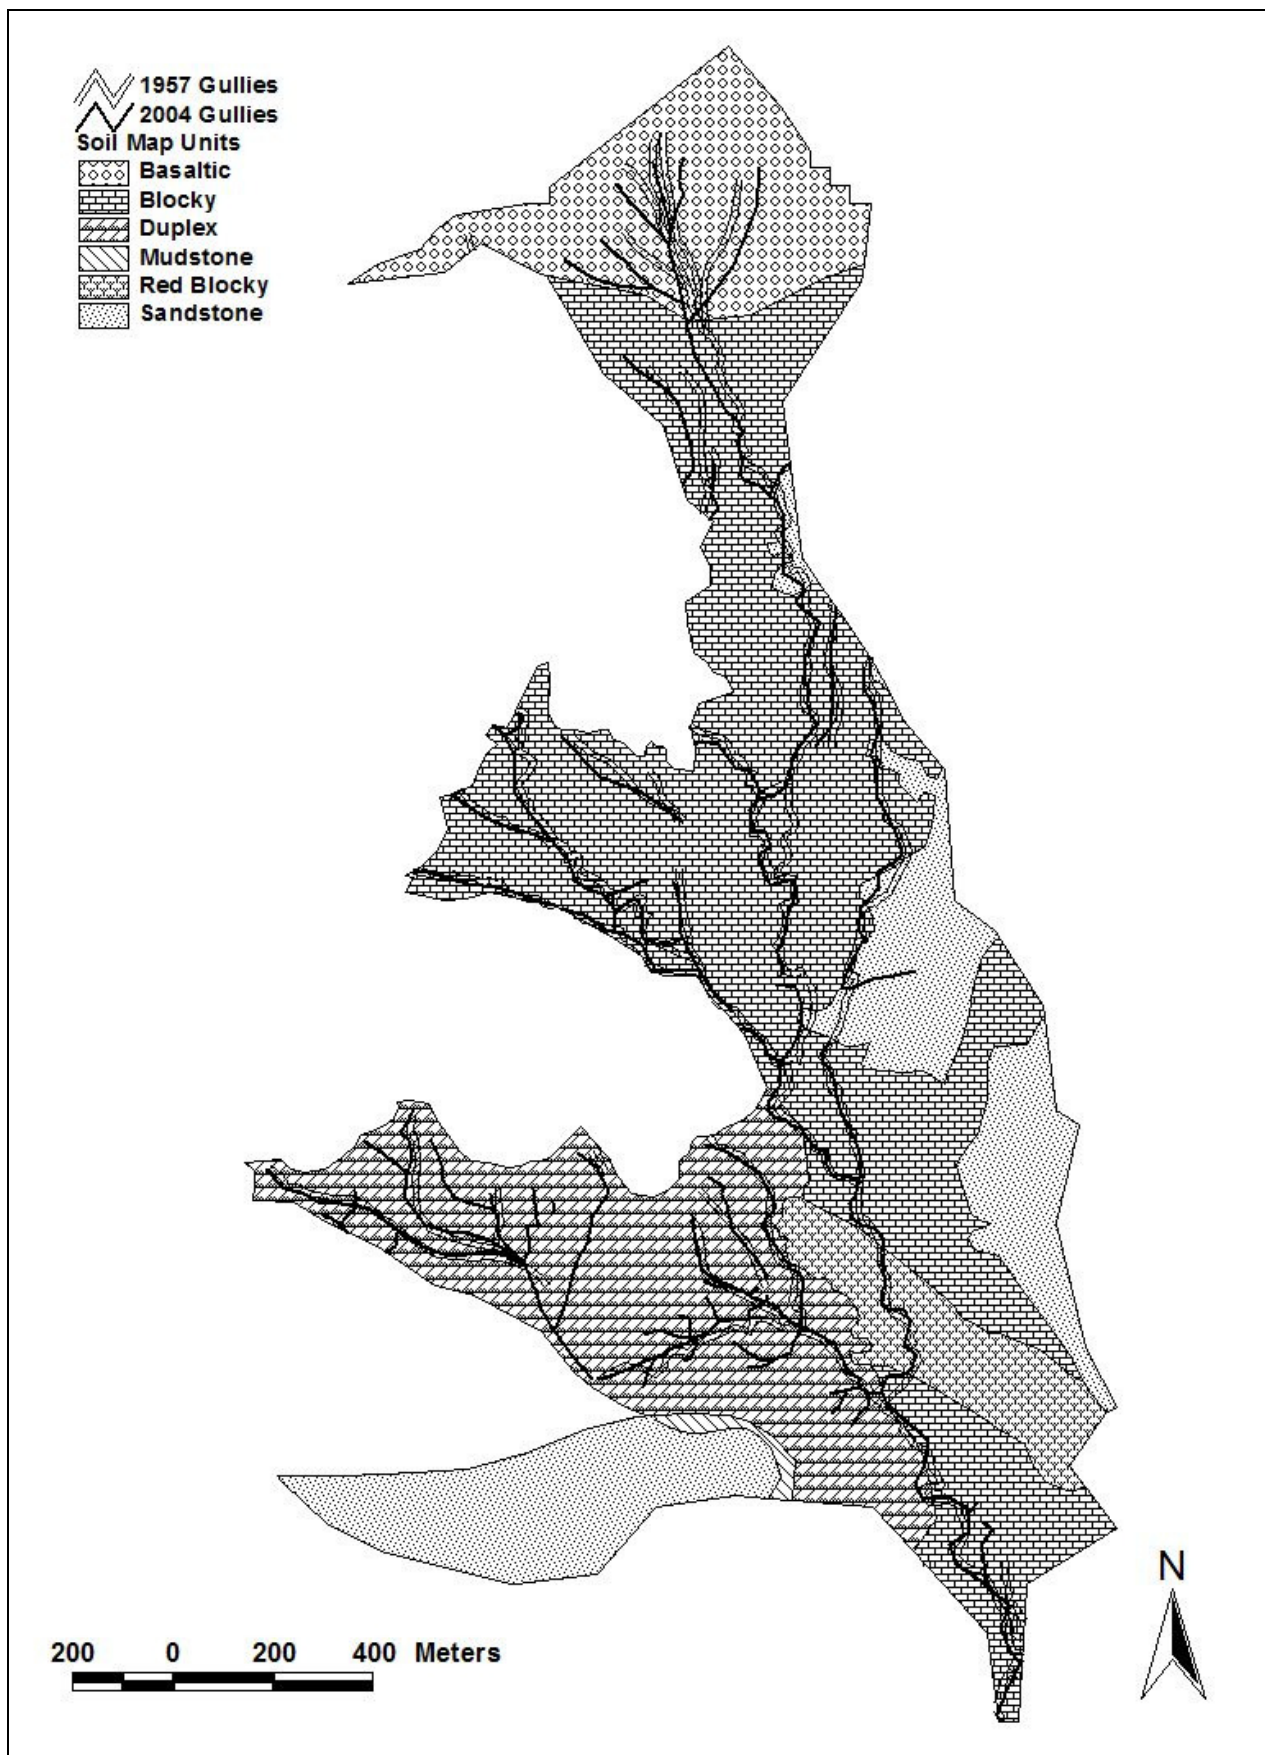 1957 Gullies
2004 Gullies
Soil Map Units
Basaltic
Blocky
Duplex
Mudstone
Red Blocky
Sandstone
N
200 0 200 400 Meters